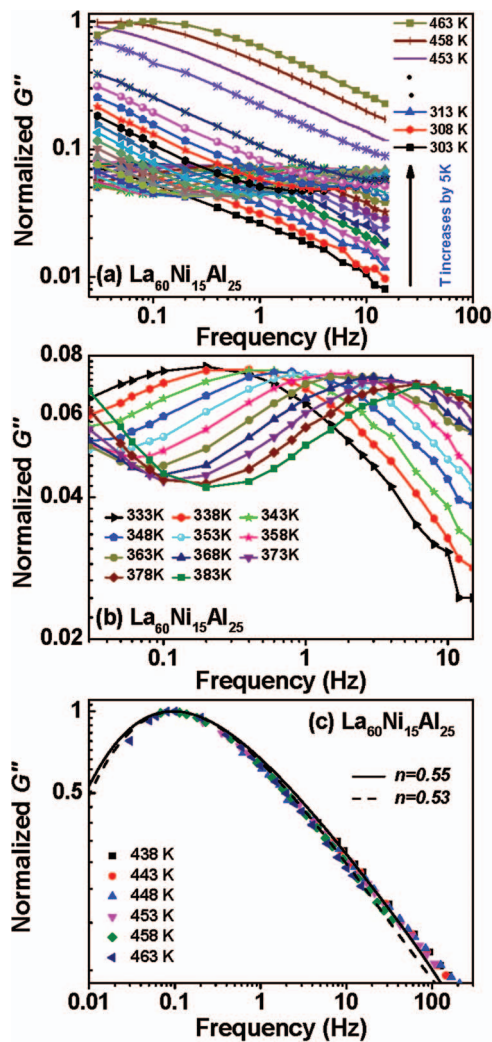 1
463 K
458 K
453 K
313 K
308 K
303 K
T increases by 5K
Normalized G″
0.1
0.01
(a) La60Ni15Al25
0.1 1 10 100
Frequency (Hz)
0.08
0.06
Normalized G″
0.04
333K 338K 343K
348K 353K 358K
363K 368K 373K
378K 383K
(b) La60Ni15Al25
0.02
0.1 1 10
Frequency (Hz)
(c) La60Ni15Al25
1
n=0.55
n=0.53
Normalized G″
0.5
438 K
443 K
448 K
453 K
458 K
463 K
0.01 0.1 1 10 100
Frequency (Hz)